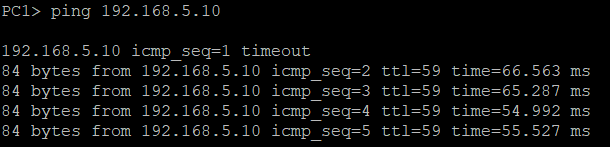 PC1> ping 192.168.5.10
192.168.5.10 icmp_seq=1 timeout
84 bytes from 192.168.5.10 icmp_seq=2 ttl=59 time=66.563 ms
84 bytes from 192.168.5.10 icmp_seq=3 ttl=59 time=65.287 ms
84 bytes from 192.168.5.10 icmp_seq=4 ttl=59 time=54.992 ms
84 bytes from 192.168.5.10 icmp_seq=5 ttl=59 time=55.527 ms